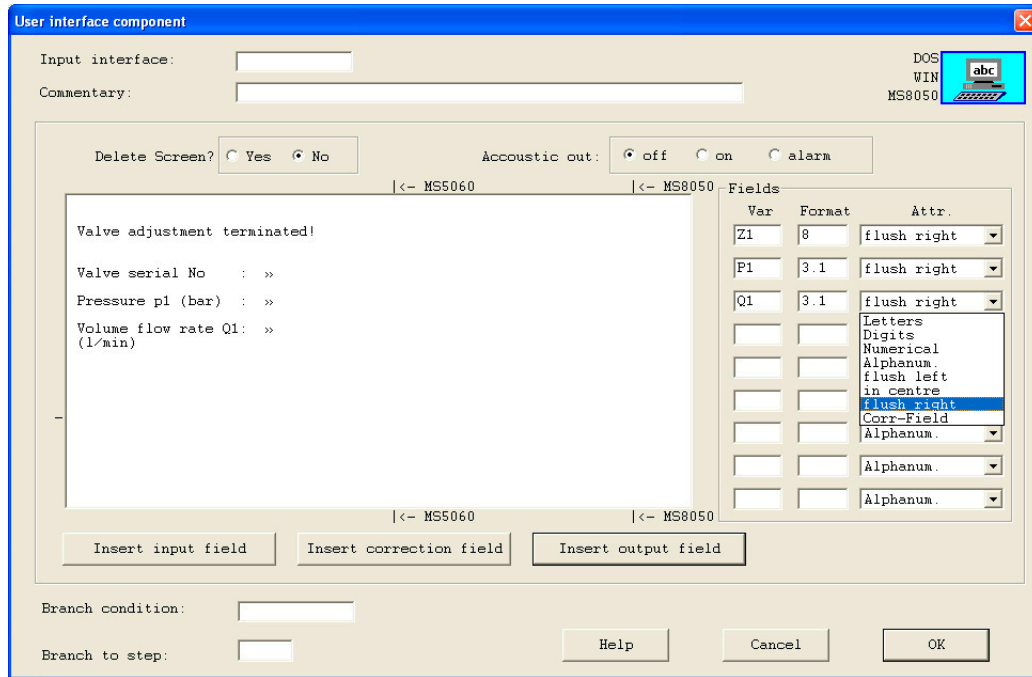 User interface component
Input interface:
DOS
WIN
MS8050
abc
Commentary:
Delete Screen? Yes No
Accoustic out: off on alarm
|<- MS5060 |<- MS8050
Valve adjustment terminated!
Valve serial No : »
Pressure p1 (bar) : »
Volume flow rate Q1: »
(l/min)
Fields
Var Format Attr.
Z1 8 flush right
P1 3.1 flush right
Q1 3.1 flush right
Letters
Digits
Numerical
Alphanum.
flush left
in centre
flush right
Corr-Field
Alphanum.
Alphanum.
Alphanum.
|<- MS5060 |<- MS8050
Insert input field Insert correction field Insert output field
Branch condition:
Branch to step:
Help Cancel OK